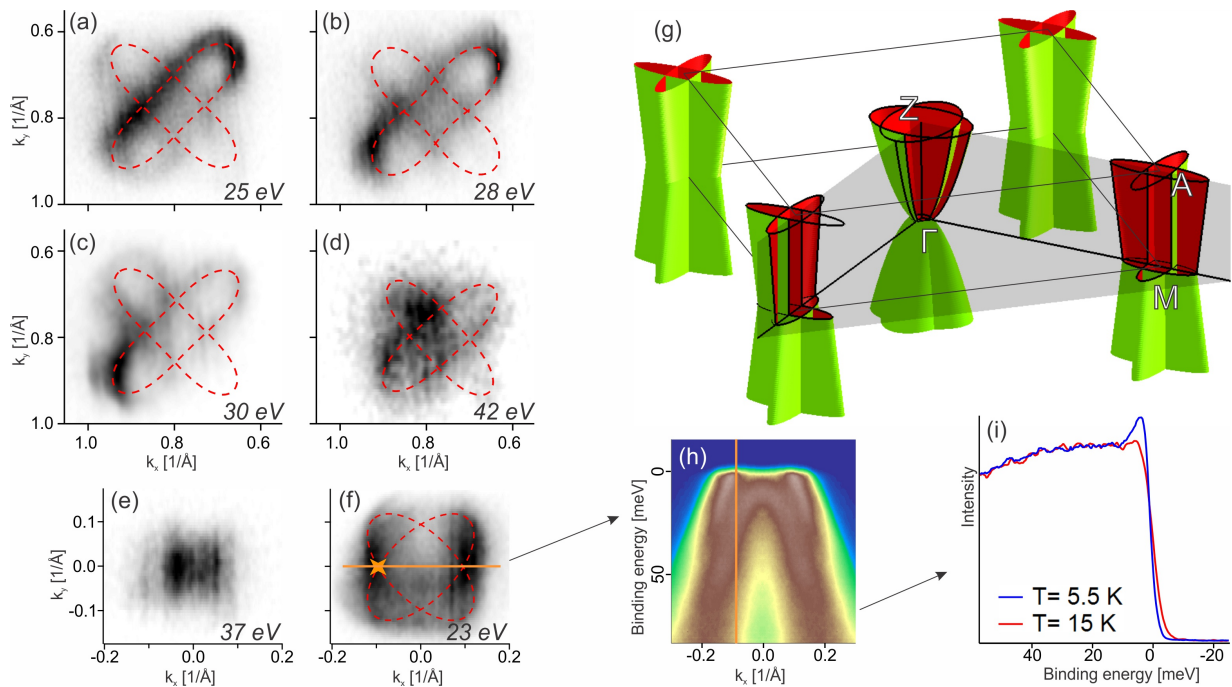 (a)
(b)
0.6
0.8
1.0
k_y [1/Å]
25 eV
28 eV
(c)
(d)
0.6
0.8
1.0
k_y [1/Å]
30 eV
42 eV
1.0 0.8 0.6
1.0 0.8 0.6
k_x [1/Å]
k_x [1/Å]
(e)
(f)
0.1
0.0
-0.1
k_y [1/Å]
37 eV
23 eV
-0.2 0.0 0.2
-0.2 0.0 0.2
k_x [1/Å]
k_x [1/Å]
(g)
Z
Γ
A
M
(h)
0
50
Binding energy [meV]
-0.2 0.0 0.2
k_x [1/Å]
(i)
Intensity
T= 5.5 K
T= 15 K
40 20 0 -20
Binding energy [meV]